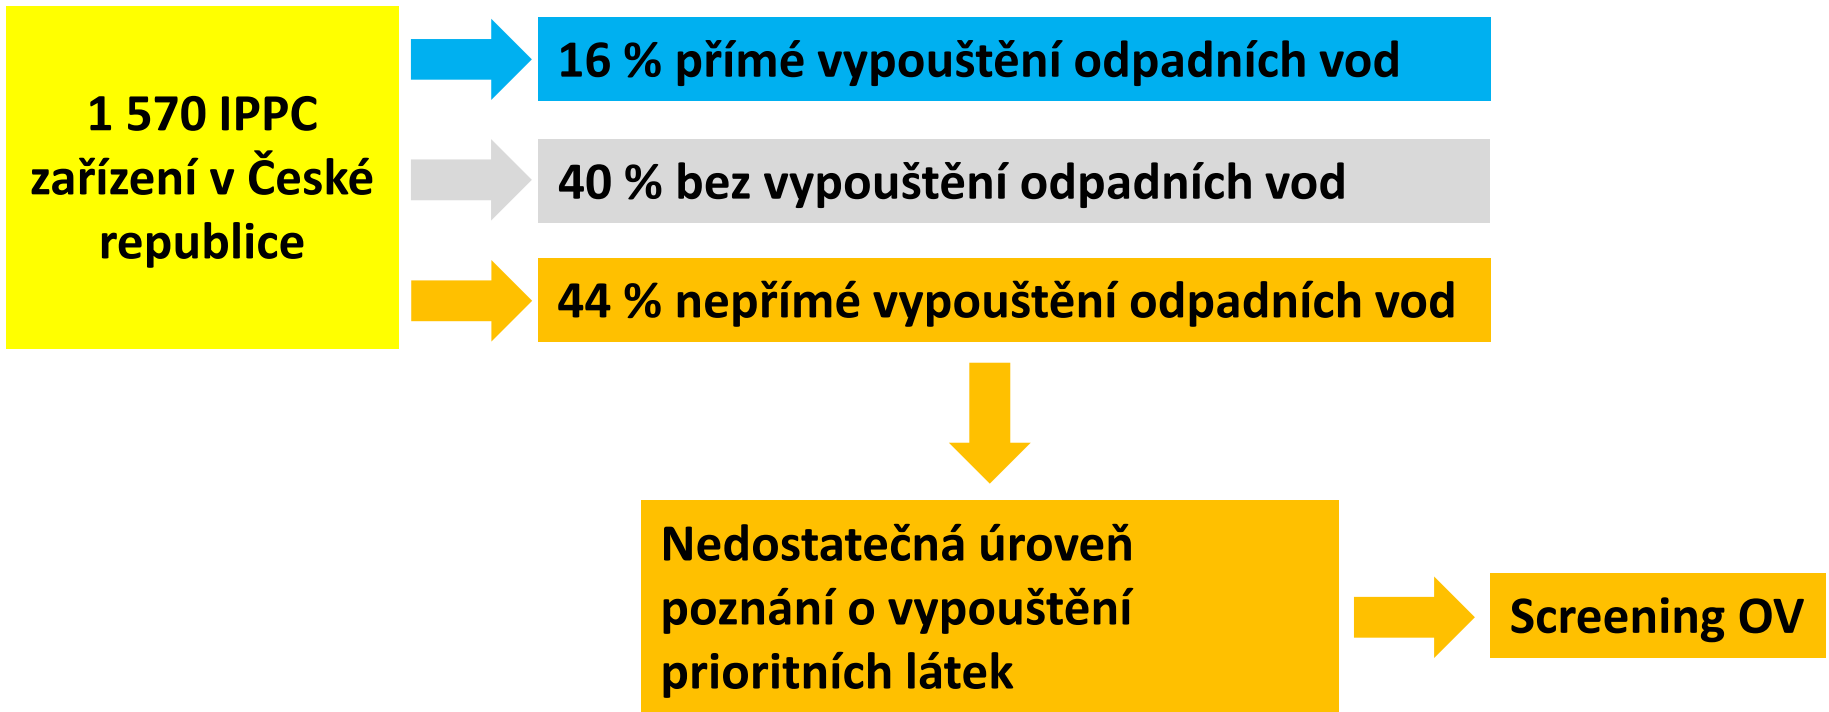 1 570 IPPC
zařízení v České
republice
16 % přímé vypouštění odpadních vod
40 % bez vypouštění odpadních vod
44 % nepřímé vypouštění odpadních vod
Nedostatečná úroveň
poznání o vypouštění
prioritních látek
Screening OV